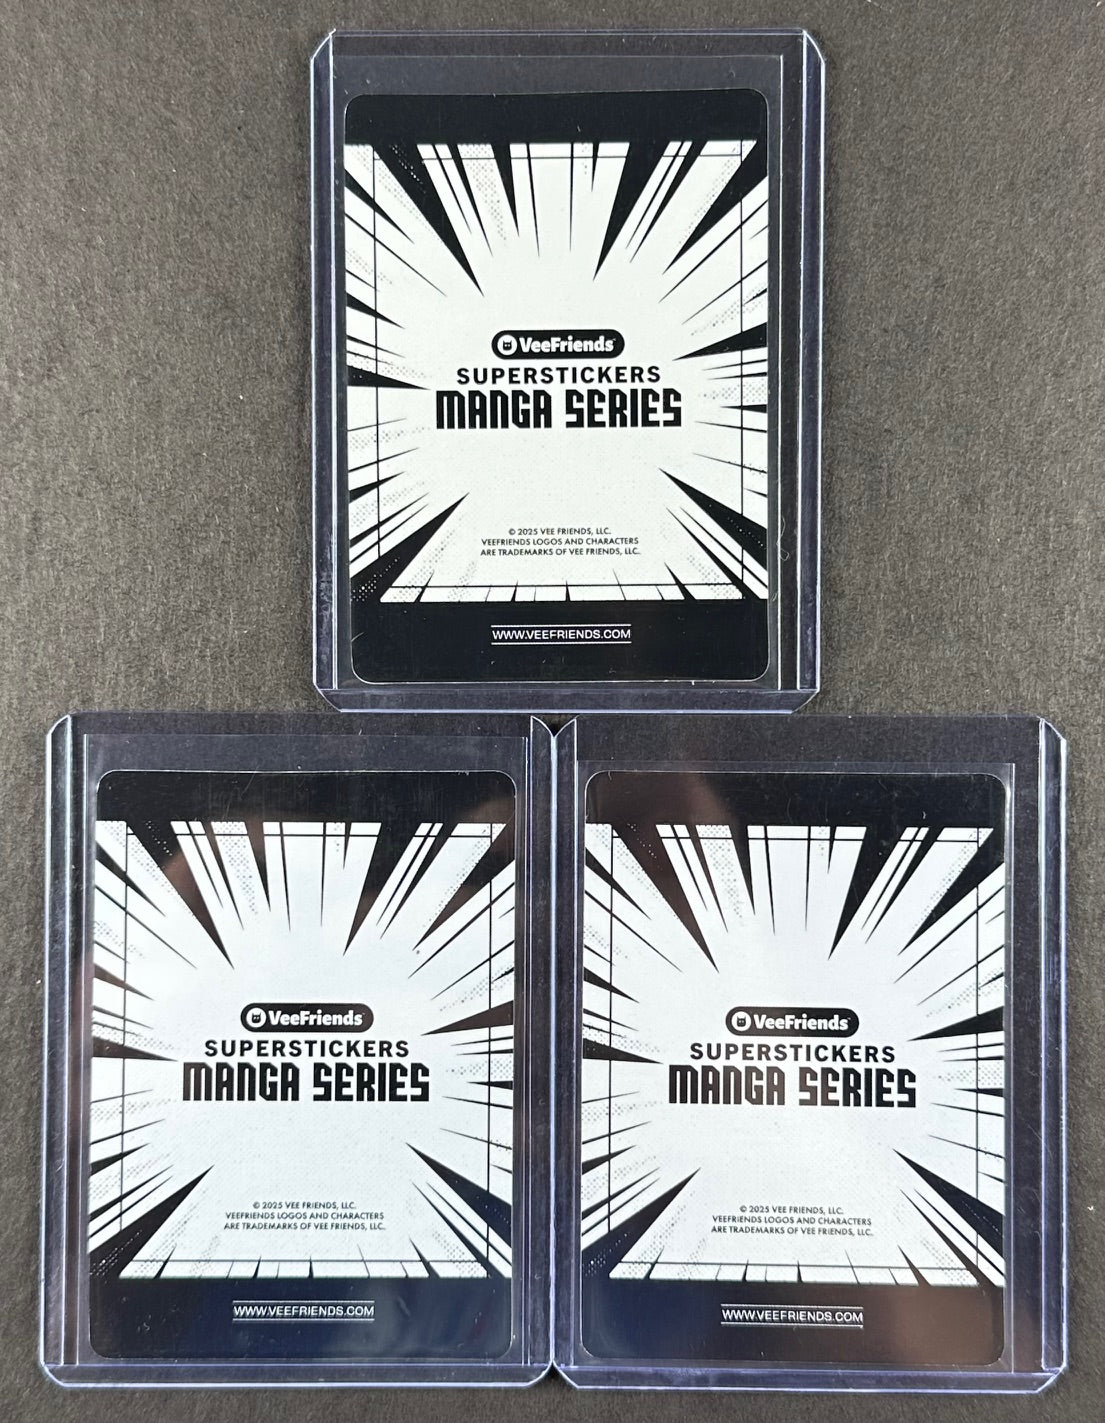 VeeFriends
SUPERSTICKERS
MANGA SERIES
© 2025 VEE FRIENDS, LLC.
VEEFRIENDS LOGOS AND CHARACTERS
ARE TRADEMARKS OF VEE FRIENDS, LLC.
WWW.VEEFRIENDS.COM
VeeFriends
SUPERSTICKERS
MANGA SERIES
© 2025 VEE FRIENDS, LLC.
VEEFRIENDS LOGOS AND CHARACTERS
ARE TRADEMARKS OF VEE FRIENDS, LLC.
WWW.VEEFRIENDS.COM
VeeFriends
SUPERSTICKERS
MANGA SERIES
© 2025 VEE FRIENDS, LLC.
VEEFRIENDS LOGOS AND CHARACTERS
ARE TRADEMARKS OF VEE FRIENDS, LLC.
WWW.VEEFRIENDS.COM